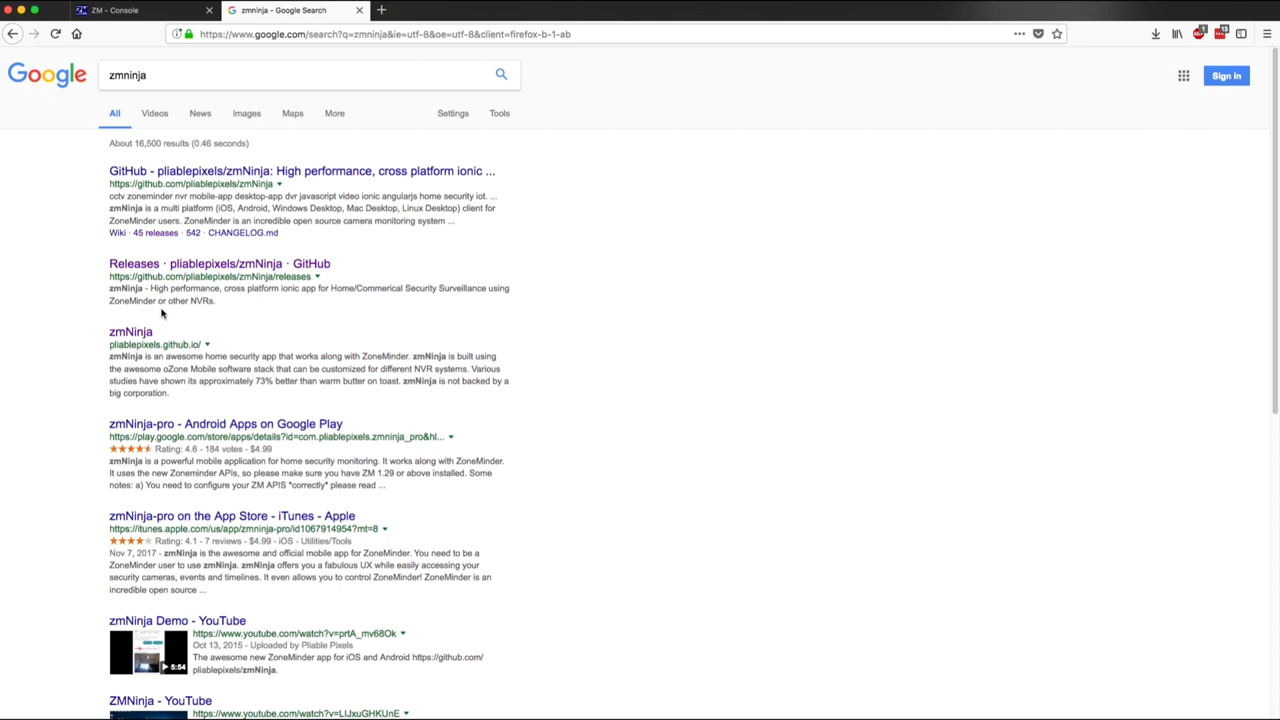 ZM - Console
zmninja - Google Search
https://www.google.com/search?q=zmninja&ie=utf-8&oe=utf-8&client=firefox-b-1-ab
Google
zmninja
Sign in
All Videos News Images Maps More Settings Tools
About 16,500 results (0.46 seconds)
GitHub - pliablepixels/zmNinja: High performance, cross platform ionic ...
https://github.com/pliablepixels/zmNinja
cctv zoneminder nvr mobile-app desktop-app dvr javascript video ionic angularjs home security iot. ...
zmNinja is a multi platform (iOS, Android, Windows Desktop, Mac Desktop, Linux Desktop) client for
ZoneMinder users. ZoneMinder is an incredible open source camera monitoring system ...
Wiki · 45 releases · 542 · CHANGELOG.md
Releases · pliablepixels/zmNinja · GitHub
https://github.com/pliablepixels/zmNinja/releases
zmNinja - High performance, cross platform ionic app for Home/Commerical Security Surveillance using
ZoneMinder or other NVRs.
zmNinja
pliablepixels.github.io/
zmNinja is an awesome home security app that works along with ZoneMinder. zmNinja is built using
the awesome oZone Mobile software stack that can be customized for different NVR systems. Various
studies have shown its approximately 73% better than warm butter on toast. zmNinja is not backed by a
big corporation.
zmNinja-pro - Android Apps on Google Play
https://play.google.com/store/apps/details?id=com.pliablepixels.zmninja_pro&hl...
Rating: 4.6 - 184 votes - $4.99
zmNinja is a powerful mobile application for home security monitoring. It works along with ZoneMinder.
It uses the new Zoneminder APIs, so please make sure you have ZM 1.29 or above installed. Some
notes: a) You need to configure your ZM APIS *correctly* please read ...
zmNinja-pro on the App Store - iTunes - Apple
https://itunes.apple.com/us/app/zmninja-pro/id1067914954?mt=8
Rating: 4.1 - 7 reviews - $4.99 - iOS - Utilities/Tools
Nov 7, 2017 - zmNinja is the awesome and official mobile app for ZoneMinder. You need to be a
ZoneMinder user to use zmNinja. zmNinja offers you a fabulous UX while easily accessing your
security cameras, events and timelines. It even allows you to control ZoneMinder! ZoneMinder is an
incredible open source ...
zmNinja Demo - YouTube
https://www.youtube.com/watch?v=prtA_mv68Ok
Oct 13, 2015 - Uploaded by Pliable Pixels
The awesome new ZoneMinder app for iOS and Android https://github.com/
pliablepixels/zmNinja.
5:54
ZMNinja - YouTube
https://www.youtube.com/watch?v=LIJxuGHKUnE